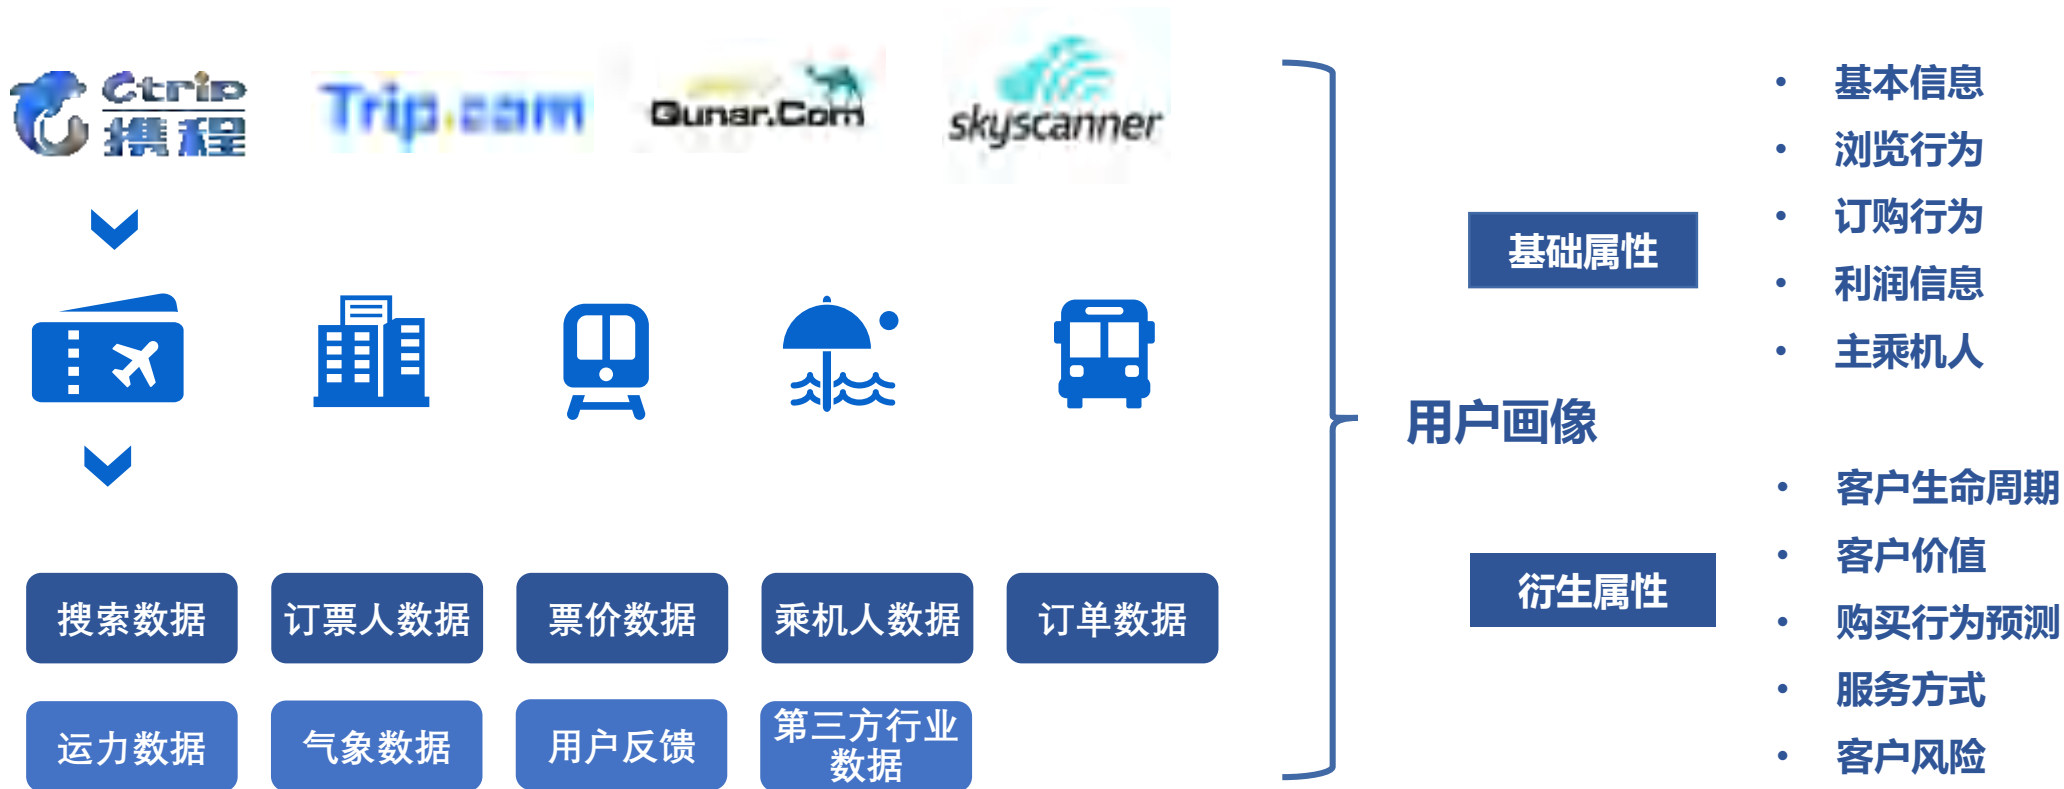 Ctrip
携程
Trip.com
Qunar.Com
skyscanner
搜索数据
订票人数据
票价数据
乘机人数据
订单数据
运力数据
气象数据
用户反馈
第三方行业
数据
用户画像
基础属性
基本信息
浏览行为
订购行为
利润信息
主乘机人
衍生属性
客户生命周期
客户价值
购买行为预测
服务方式
客户风险